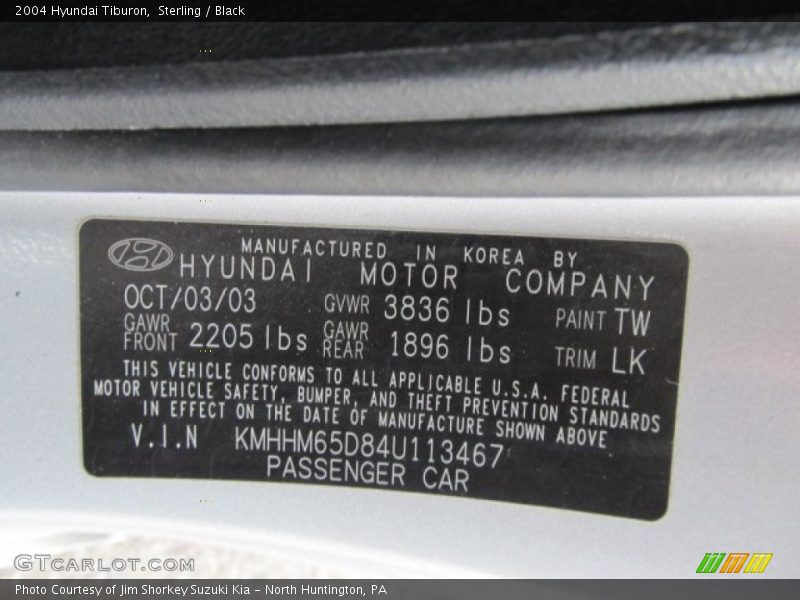 2004 Hyundai Tiburon, Sterling / Black
MANUFACTURED IN KOREA BY
HYUNDAI MOTOR COMPANY
OCT/03/03 GVWR 3836 lbs PAINT TW
GAWR FRONT 2205 lbs GAWR REAR 1896 lbs TRIM LK
THIS VEHICLE CONFORMS TO ALL APPLICABLE U.S.A. FEDERAL
MOTOR VEHICLE SAFETY, BUMPER, AND THEFT PREVENTION STANDARDS
IN EFFECT ON THE DATE OF MANUFACTURE SHOWN ABOVE
V.I.N KMHHM65D84U113467
PASSENGER CAR
GTCARLOT.COM
Photo Courtesy of Jim Shorkey Suzuki Kia - North Huntington, PA